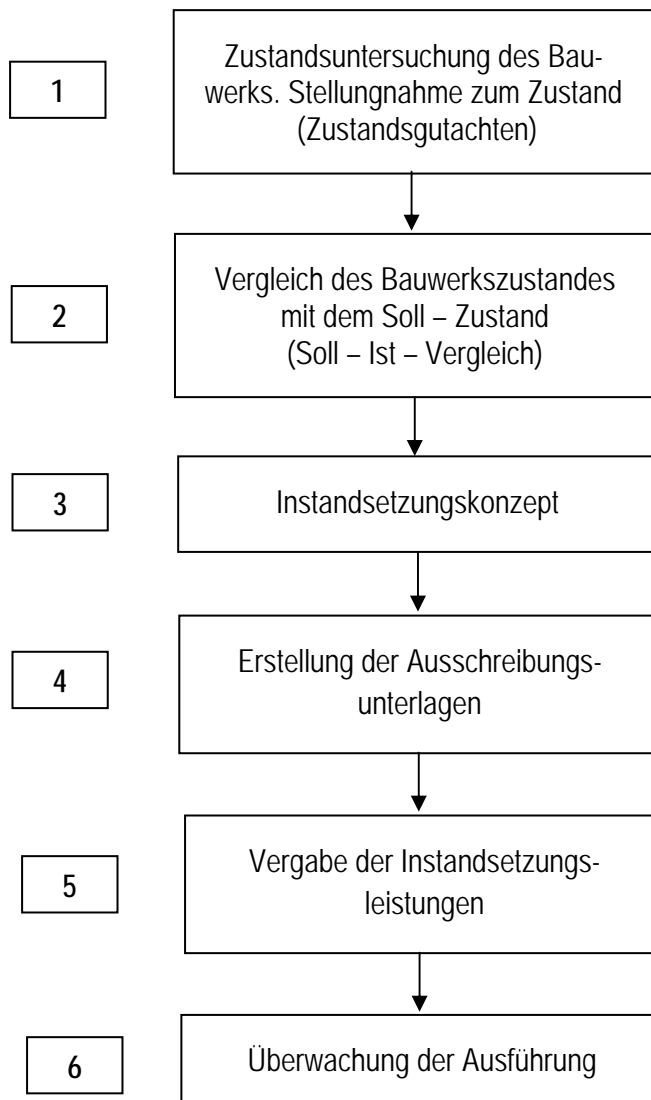 1
Zustandsuntersuchung des Bau-
werks. Stellungnahme zum Zustand
(Zustandsgutachten)
2
Vergleich des Bauwerkszustandes
mit dem Soll – Zustand
(Soll – Ist – Vergleich)
3
Instandsetzungskonzept
4
Erstellung der Ausschreibungs-
unterlagen
5
Vergabe der Instandsetzungs-
leistungen
6
Überwachung der Ausführung